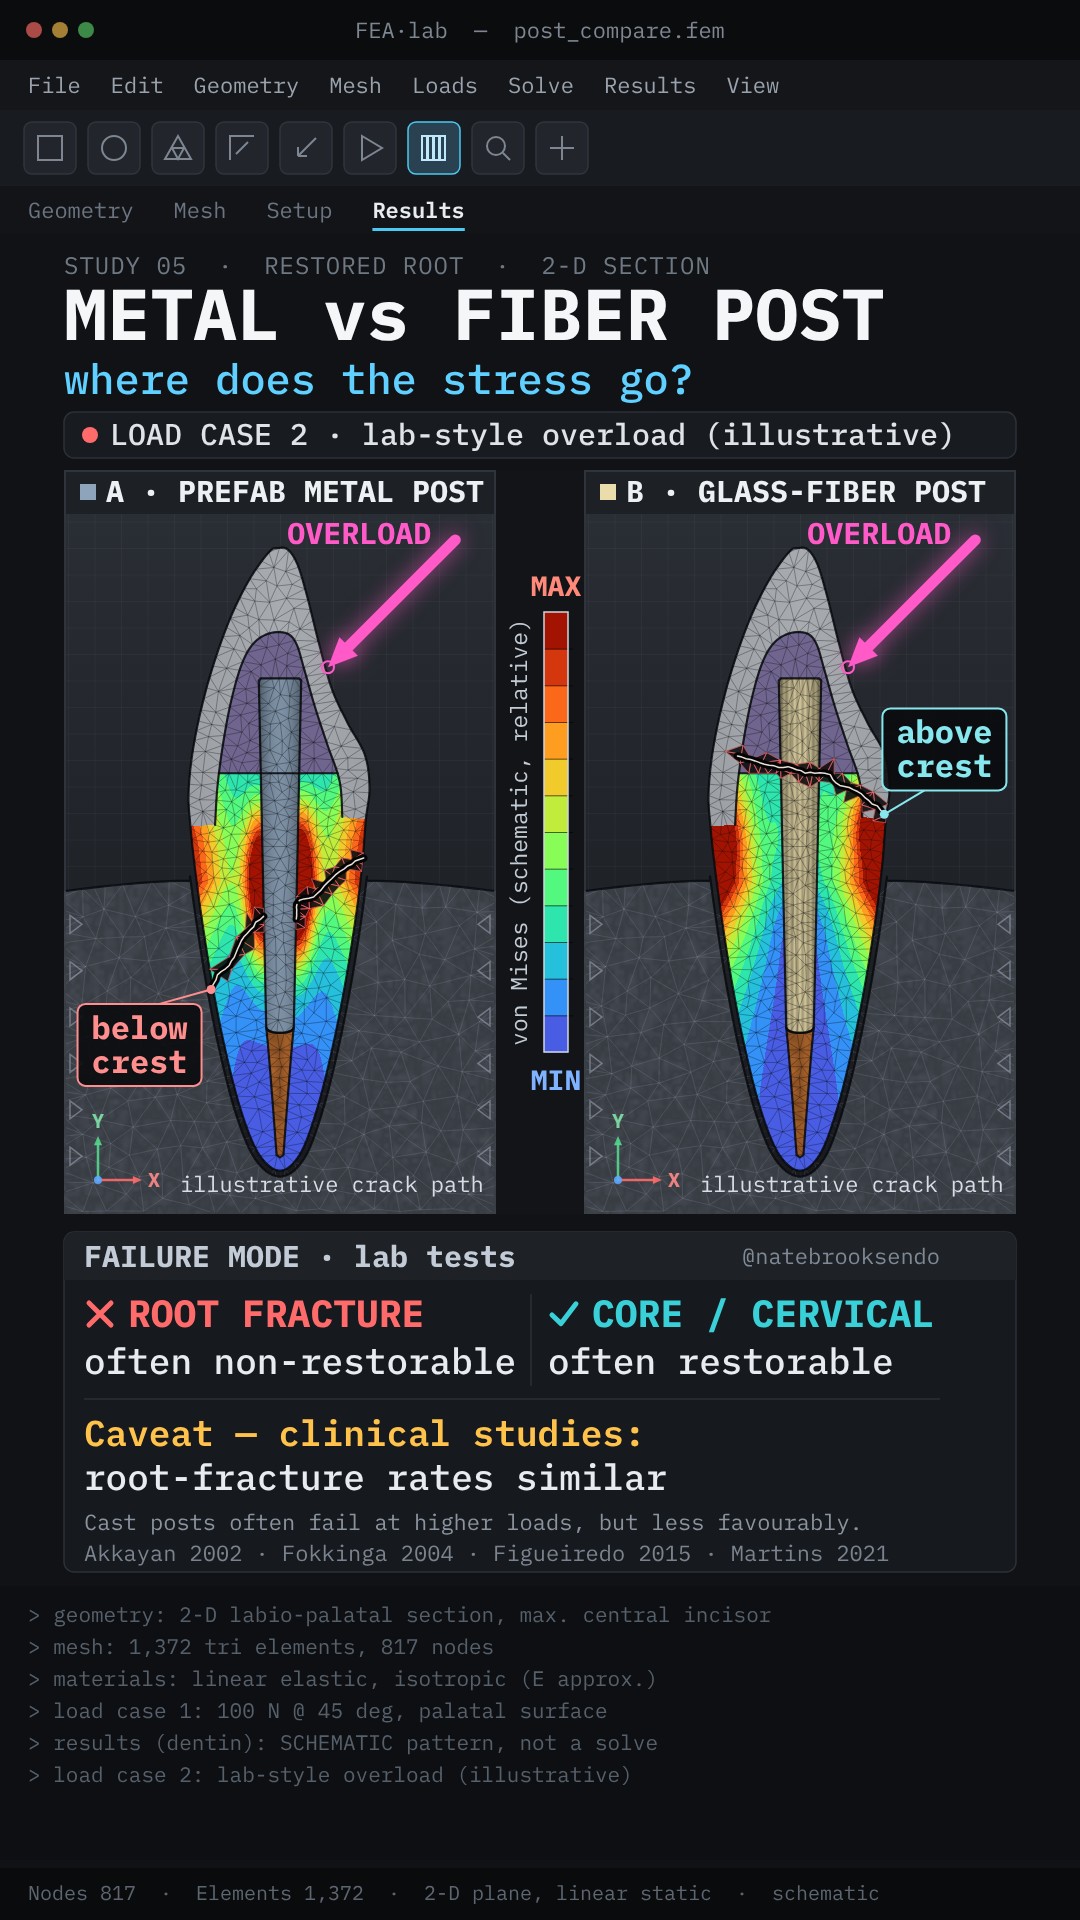 FEA·lab — post_compare.fem
File Edit Geometry Mesh Loads Solve Results View
Geometry Mesh Setup Results
STUDY 05 · RESTORED ROOT · 2-D SECTION
METAL vs FIBER POST
where does the stress go?
LOAD CASE 2 · lab-style overload (illustrative)
A · PREFAB METAL POST
OVERLOAD
below
crest
Y
X
illustrative crack path
MAX
von Mises (schematic, relative)
MIN
B · GLASS-FIBER POST
OVERLOAD
above
crest
Y
X
illustrative crack path
FAILURE MODE · lab tests
@natebrooksendo
ROOT FRACTURE
often non-restorable
CORE / CERVICAL
often restorable
Caveat — clinical studies:
root-fracture rates similar
Cast posts often fail at higher loads, but less favourably.
Akkayan 2002 · Fokkinga 2004 · Figueiredo 2015 · Martins 2021
> geometry: 2-D labio-palatal section, max. central incisor
> mesh: 1,372 tri elements, 817 nodes
> materials: linear elastic, isotropic (E approx.)
> load case 1: 100 N @ 45 deg, palatal surface
> results (dentin): SCHEMATIC pattern, not a solve
> load case 2: lab-style overload (illustrative)
Nodes 817 · Elements 1,372 · 2-D plane, linear static · schematic